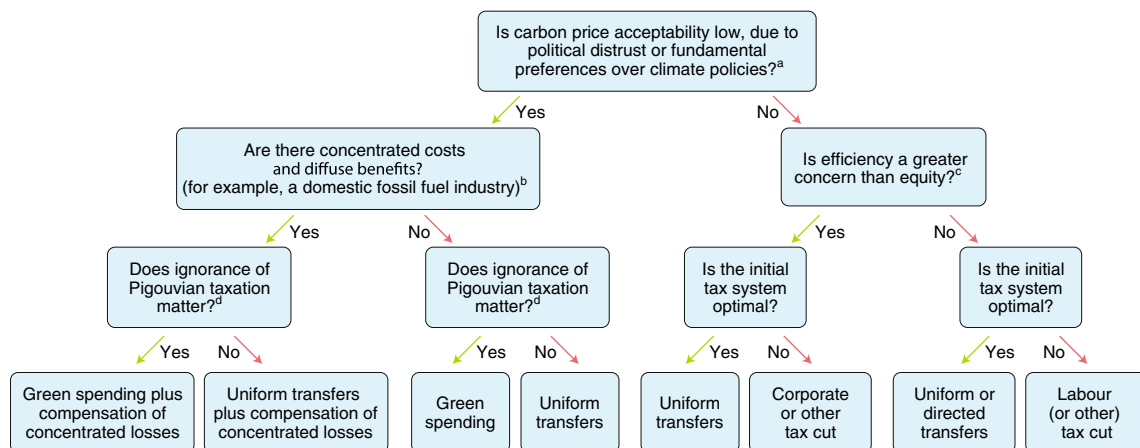 Is carbon price acceptability low, due to
political distrust or fundamental
preferences over climate policies?ᵃ
Yes
No
Are there concentrated costs
and diffuse benefits?
(for example, a domestic fossil fuel industry)ᵇ
Is efficiency a greater
concern than equity?ᶜ
Yes
No
Yes
No
Does ignorance of
Pigouvian taxation
matter?ᵈ
Does ignorance of
Pigouvian taxation
matter?ᵈ
Is the initial
tax system
optimal?
Is the initial
tax system
optimal?
Yes
No
Yes
No
Yes
No
Yes
No
Green spending plus
compensation of
concentrated losses
Uniform transfers
plus compensation of
concentrated losses
Green
spending
Uniform
transfers
Uniform
transfers
Corporate
or other
tax cut
Uniform or
directed
transfers
Labour
(or other)
tax cut